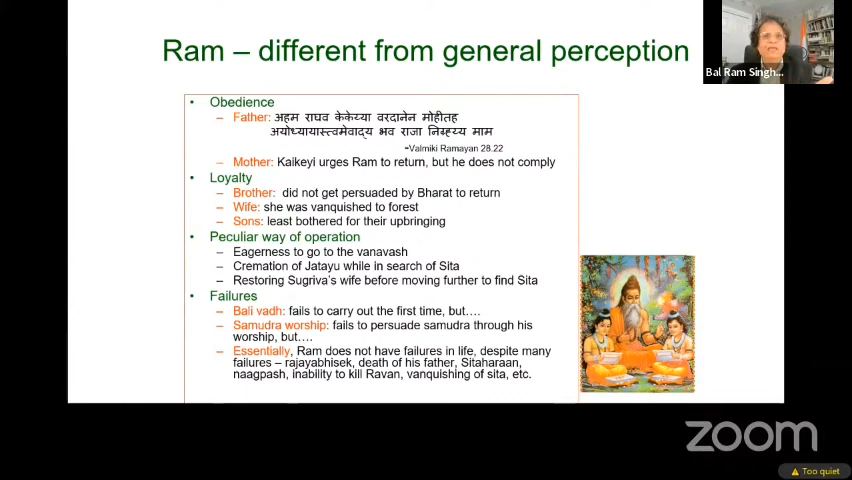 Ram – different from general perception
Bal Ram Singh...
• Obedience
– Father: अहम राघव केकेय्या वरदानेन मोहीतह
अयोध्यायास्त्वमेवाद्य भव राजा निग्रह्य्य माम
-Valmiki Ramayan 28.22
– Mother: Kaikeyi urges Ram to return, but he does not comply
• Loyalty
– Brother: did not get persuaded by Bharat to return
– Wife: she was vanquished to forest
– Sons: least bothered for their upbringing
• Peculiar way of operation
– Eagerness to go to the vanavash
– Cremation of Jatayu while in search of Sita
– Restoring Sugriva's wife before moving further to find Sita
• Failures
– Bali vadh: fails to carry out the first time, but....
– Samudra worship: fails to persuade samudra through his
worship, but....
– Essentially, Ram does not have failures in life, despite many
failures – rajayabhisek, death of his father, Sitaharaan,
naagpash, inability to kill Ravan, vanquishing of sita, etc.
zoom
Too quiet